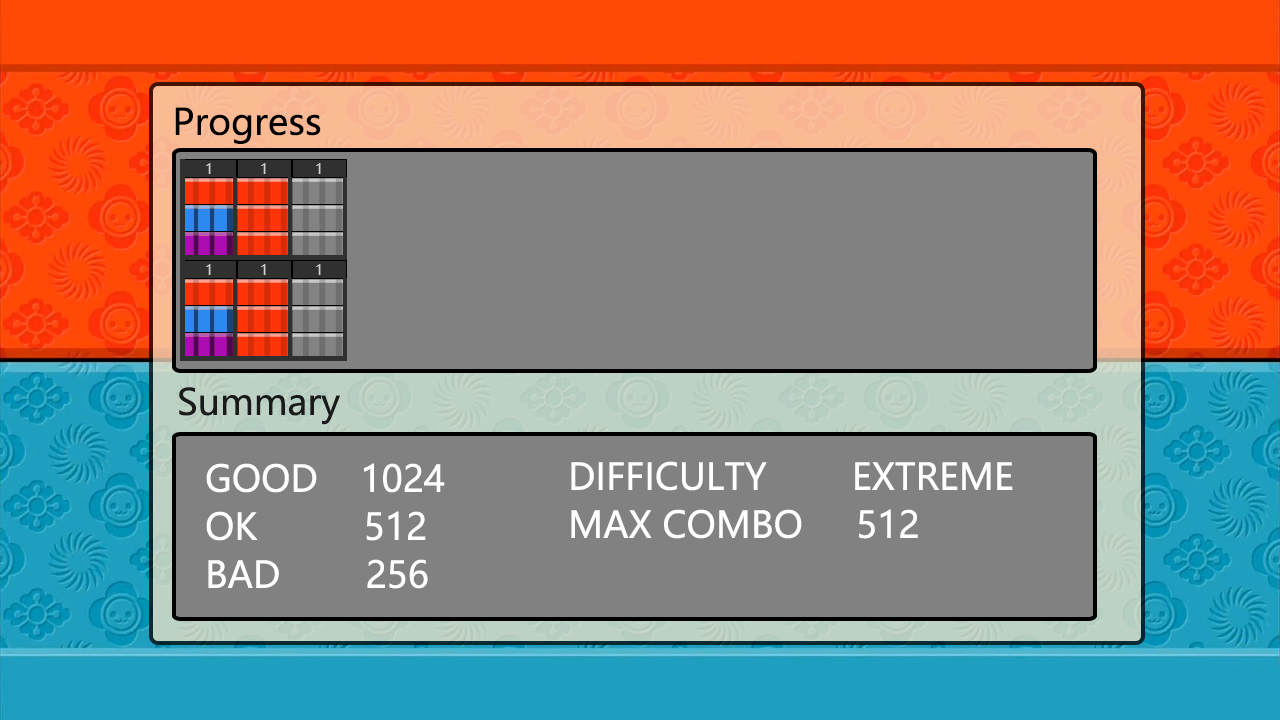 Progress
1 1 1
1 1 1
Summary
GOOD 1024 DIFFICULTY EXTREME
OK 512 MAX COMBO 512
BAD 256